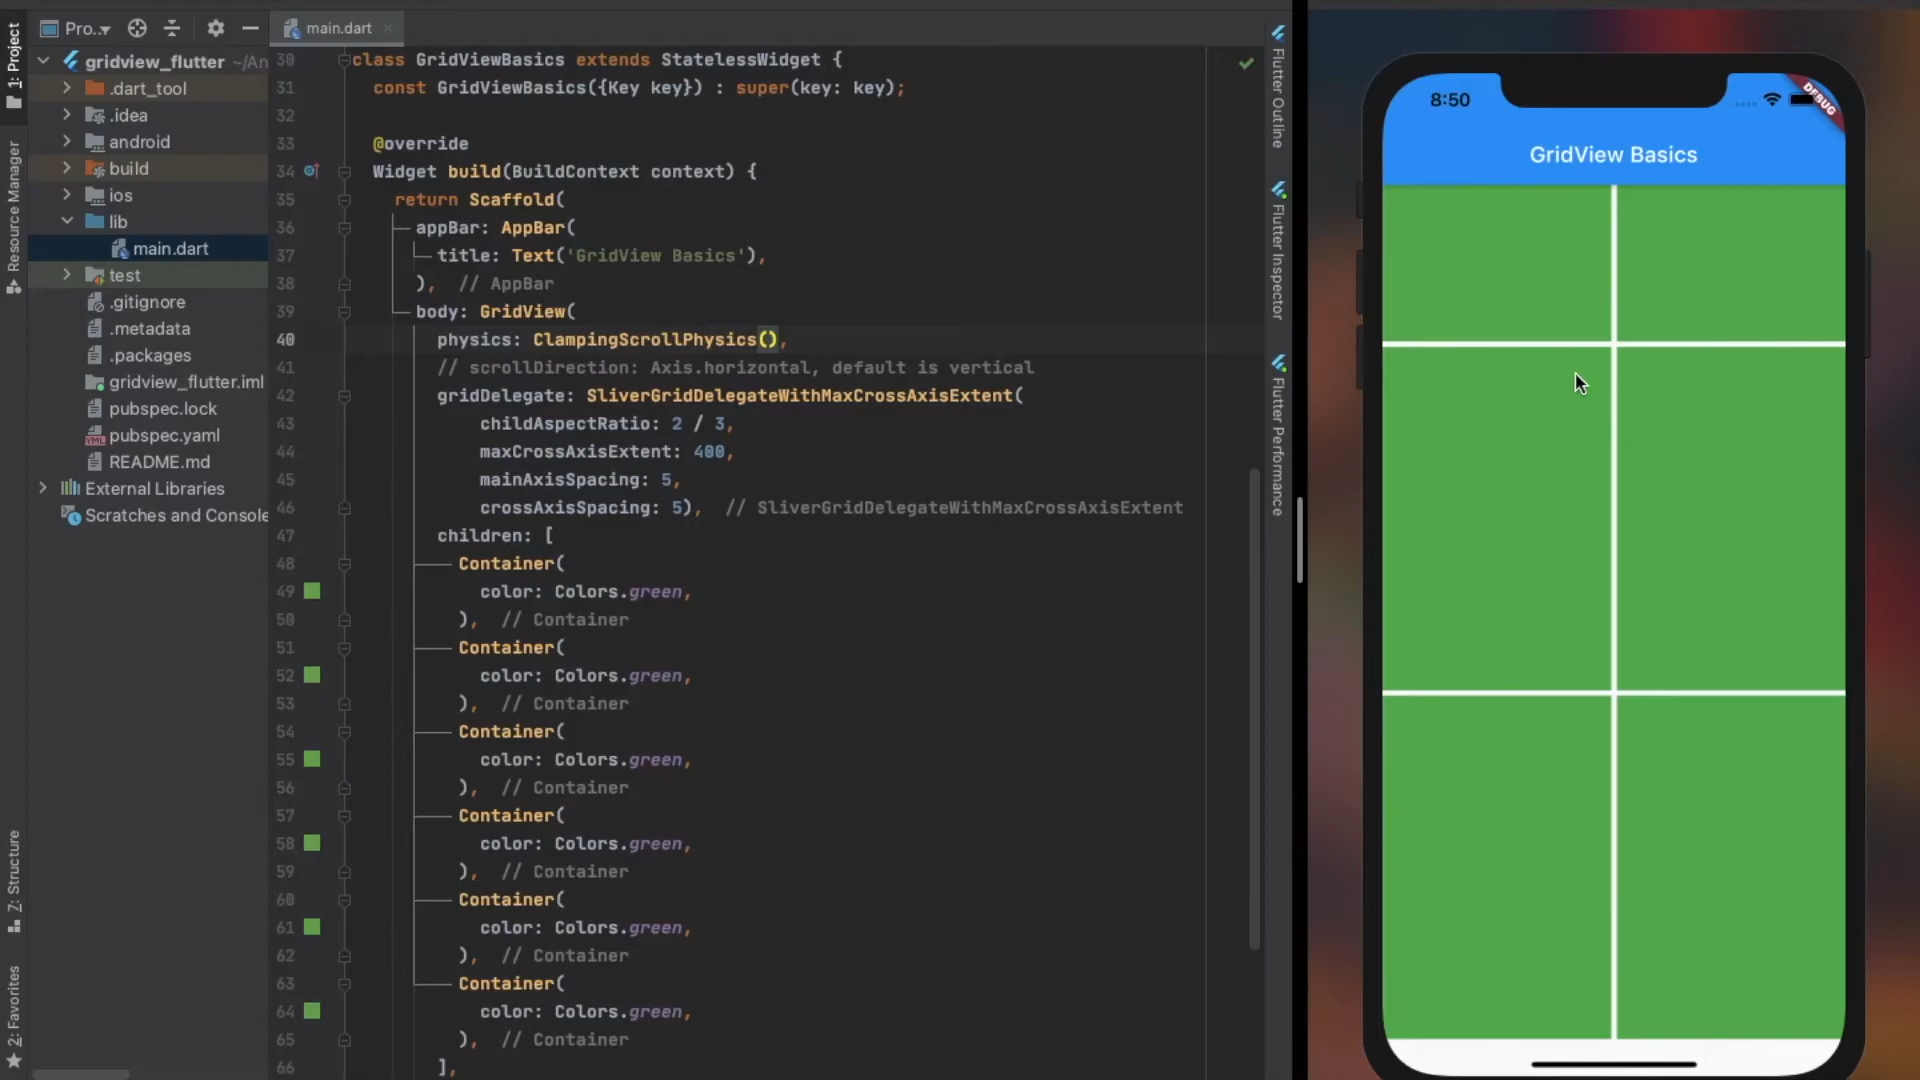 1: Project
Resource Manager
Z: Structure
2: Favorites
Pro..
gridview_flutter ~/An
.dart_tool
.idea
android
build
ios
lib
main.dart
test
.gitignore
.metadata
.packages
gridview_flutter.iml
pubspec.lock
pubspec.yaml
README.md
External Libraries
Scratches and Console
main.dart
30 class GridViewBasics extends StatelessWidget {
31 const GridViewBasics({Key key}) : super(key: key);
32
33 @override
34 Widget build(BuildContext context) {
35 return Scaffold(
36 appBar: AppBar(
37 title: Text('GridView Basics'),
38 ), // AppBar
39 body: GridView(
40 physics: ClampingScrollPhysics(),
41 // scrollDirection: Axis.horizontal, default is vertical
42 gridDelegate: SliverGridDelegateWithMaxCrossAxisExtent(
43 childAspectRatio: 2 / 3,
44 maxCrossAxisExtent: 400,
45 mainAxisSpacing: 5,
46 crossAxisSpacing: 5), // SliverGridDelegateWithMaxCrossAxisExtent
47 children: [
48 Container(
49 color: Colors.green,
50 ), // Container
51 Container(
52 color: Colors.green,
53 ), // Container
54 Container(
55 color: Colors.green,
56 ), // Container
57 Container(
58 color: Colors.green,
59 ), // Container
60 Container(
61 color: Colors.green,
62 ), // Container
63 Container(
64 color: Colors.green,
65 ), // Container
66 ],
Flutter Outline
Flutter Inspector
Flutter Performance
8:50
DEBUG
GridView Basics